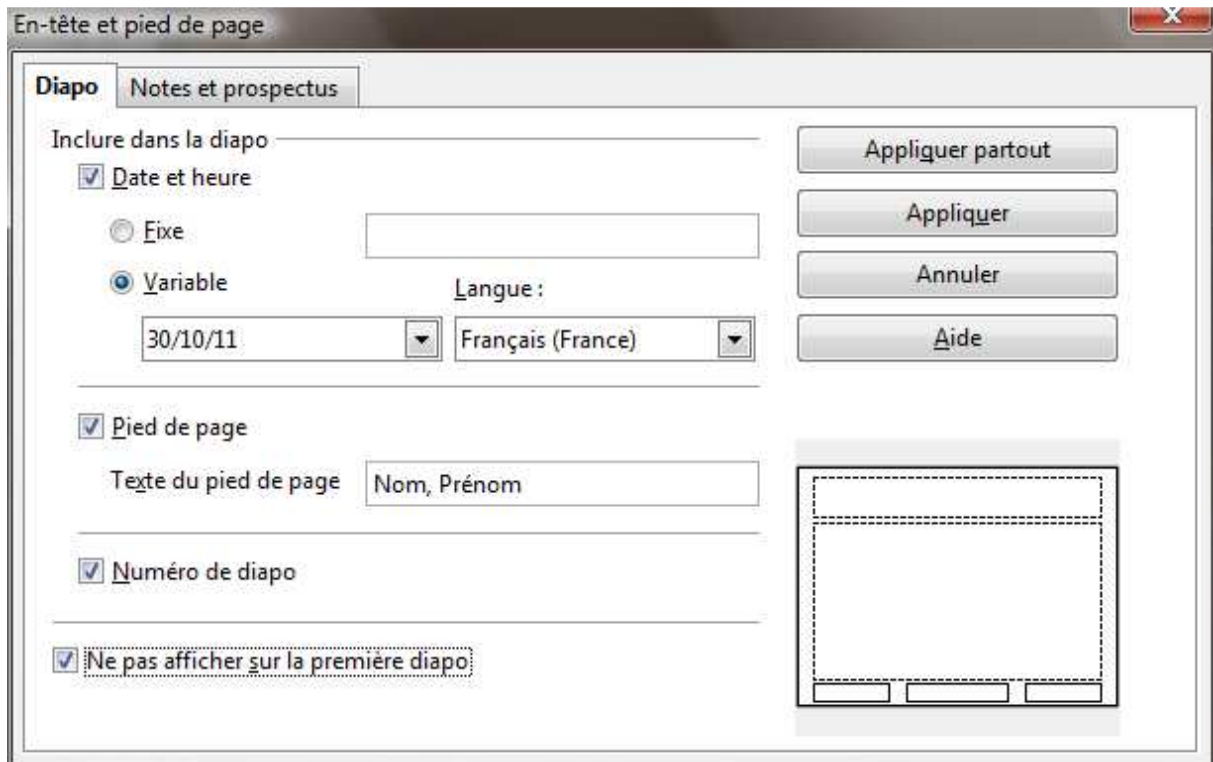 En-tête et pied de page
Diapo
Notes et prospectus
Inclure dans la diapo
Date et heure
Fixe
Variable
Langue :
30/10/11
Français (France)
Pied de page
Texte du pied de page
Nom, Prénom
Numéro de diapo
Ne pas afficher sur la première diapo
Appliquer partout
Appliquer
Annuler
Aide